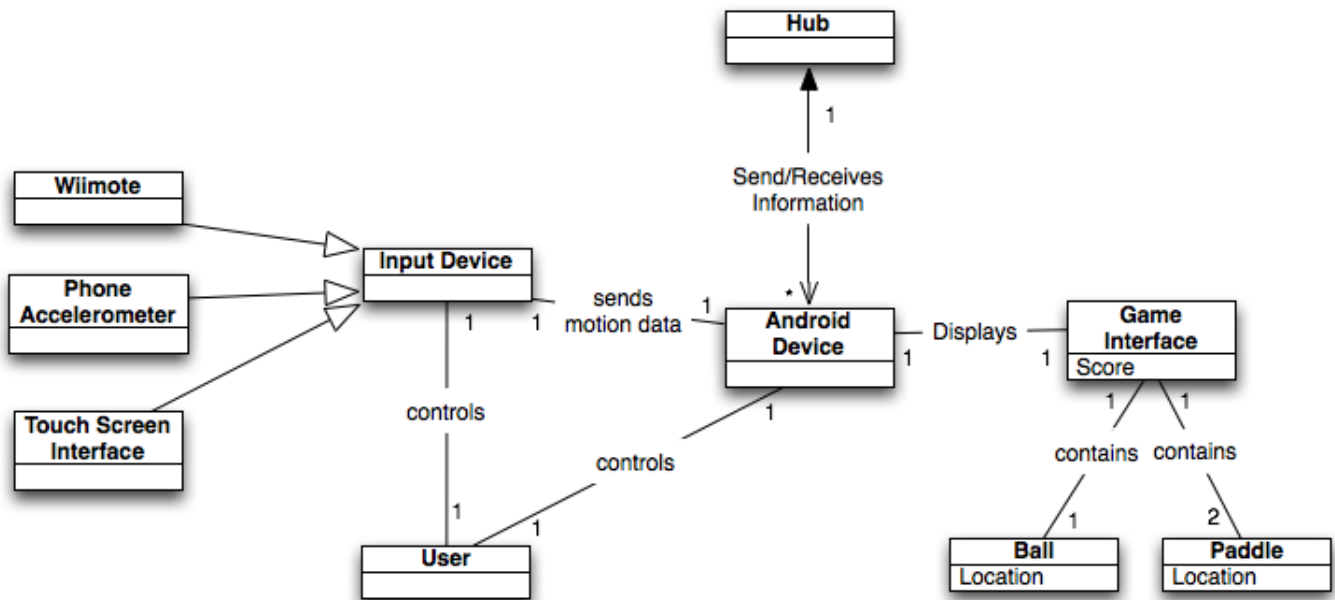 Hub
1
Send/Receives
Information
*
Wiimote
Phone
Accelerometer
Touch Screen
Interface
Input Device
1
1
sends
motion data
1
Android
Device
1
1
Displays
1
Game
Interface
Score
1
1
controls
controls
contains
contains
1
1
1
2
User
Ball
Location
Paddle
Location